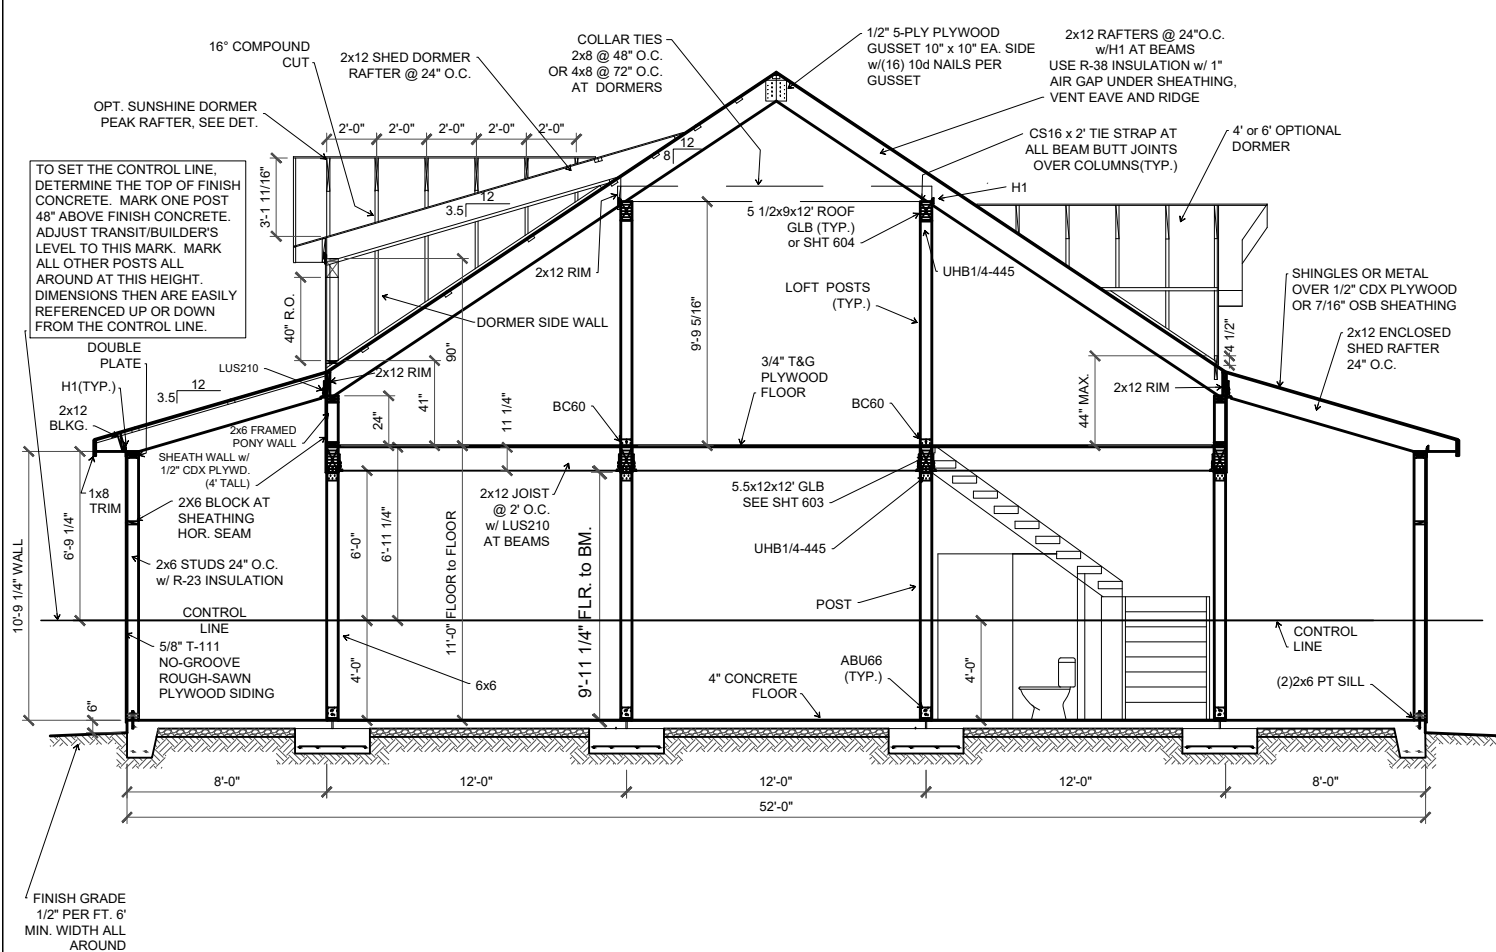 16° COMPOUND
CUT
2x12 SHED DORMER
RAFTER @ 24" O.C.
COLLAR TIES
2x8 @ 48" O.C.
OR 4x8 @ 72" O.C.
AT DORMERS
1/2" 5-PLY PLYWOOD
GUSSET 10" x 10" EA. SIDE
w/(16) 10d NAILS PER
GUSSET
2x12 RAFTERS @ 24"O.C.
w/H1 AT BEAMS
USE R-38 INSULATION w/ 1"
AIR GAP UNDER SHEATHING,
VENT EAVE AND RIDGE
OPT. SUNSHINE DORMER
PEAK RAFTER, SEE DET.
2'-0"
2'-0"
2'-0"
2'-0"
2'-0"
12
8
CS16 x 2' TIE STRAP AT
ALL BEAM BUTT JOINTS
OVER COLUMNS(TYP.)
4' or 6' OPTIONAL
DORMER
TO SET THE CONTROL LINE,
DETERMINE THE TOP OF FINISH
CONCRETE. MARK ONE POST
48" ABOVE FINISH CONCRETE.
ADJUST TRANSIT/BUILDER'S
LEVEL TO THIS MARK. MARK
ALL OTHER POSTS ALL
AROUND AT THIS HEIGHT.
DIMENSIONS THEN ARE EASILY
REFERENCED UP OR DOWN
FROM THE CONTROL LINE.
3'-1 11/16"
12
3.5
H1
5 1/2x9x12' ROOF
GLB (TYP.)
or SHT 604
2x12 RIM
UHB1/4-445
LOFT POSTS
(TYP.)
SHINGLES OR METAL
OVER 1/2" CDX PLYWOOD
OR 7/16" OSB SHEATHING
40" R.O.
DORMER SIDE WALL
90"
9'-9 5/16"
4 1/2"
2x12 ENCLOSED
SHED RAFTER
24" O.C.
DOUBLE
PLATE
LUS210
2x12 RIM
3/4" T&G
PLYWOOD
FLOOR
2x12 RIM
H1(TYP.)
12
3.5
2x12
BLKG.
24"
41"
11 1/4"
BC60
BC60
44" MAX.
2x6 FRAMED
PONY WALL
SHEATH WALL w/
1/2" CDX PLYWD.
(4' TALL)
1x8
TRIM
2X6 BLOCK AT
SHEATHING
HOR. SEAM
2x12 JOIST
@ 2' O.C.
w/ LUS210
AT BEAMS
5.5x12x12' GLB
SEE SHT 603
UHB1/4-445
6'-9 1/4"
6'-0"
6'-11 1/4"
2x6 STUDS 24" O.C.
w/ R-23 INSULATION
10'-9 1/4" WALL
11'-0" FLOOR to FLOOR
9'-11 1/4" FLR. to BM.
POST
CONTROL
LINE
CONTROL
LINE
5/8" T-111
NO-GROOVE
ROUGH-SAWN
PLYWOOD SIDING
4'-0"
6x6
4" CONCRETE
FLOOR
ABU66
(TYP.)
4'-0"
(2)2x6 PT SILL
6"
8'-0"
12'-0"
12'-0"
12'-0"
8'-0"
52'-0"
FINISH GRADE
1/2" PER FT. 6'
MIN. WIDTH ALL
AROUND